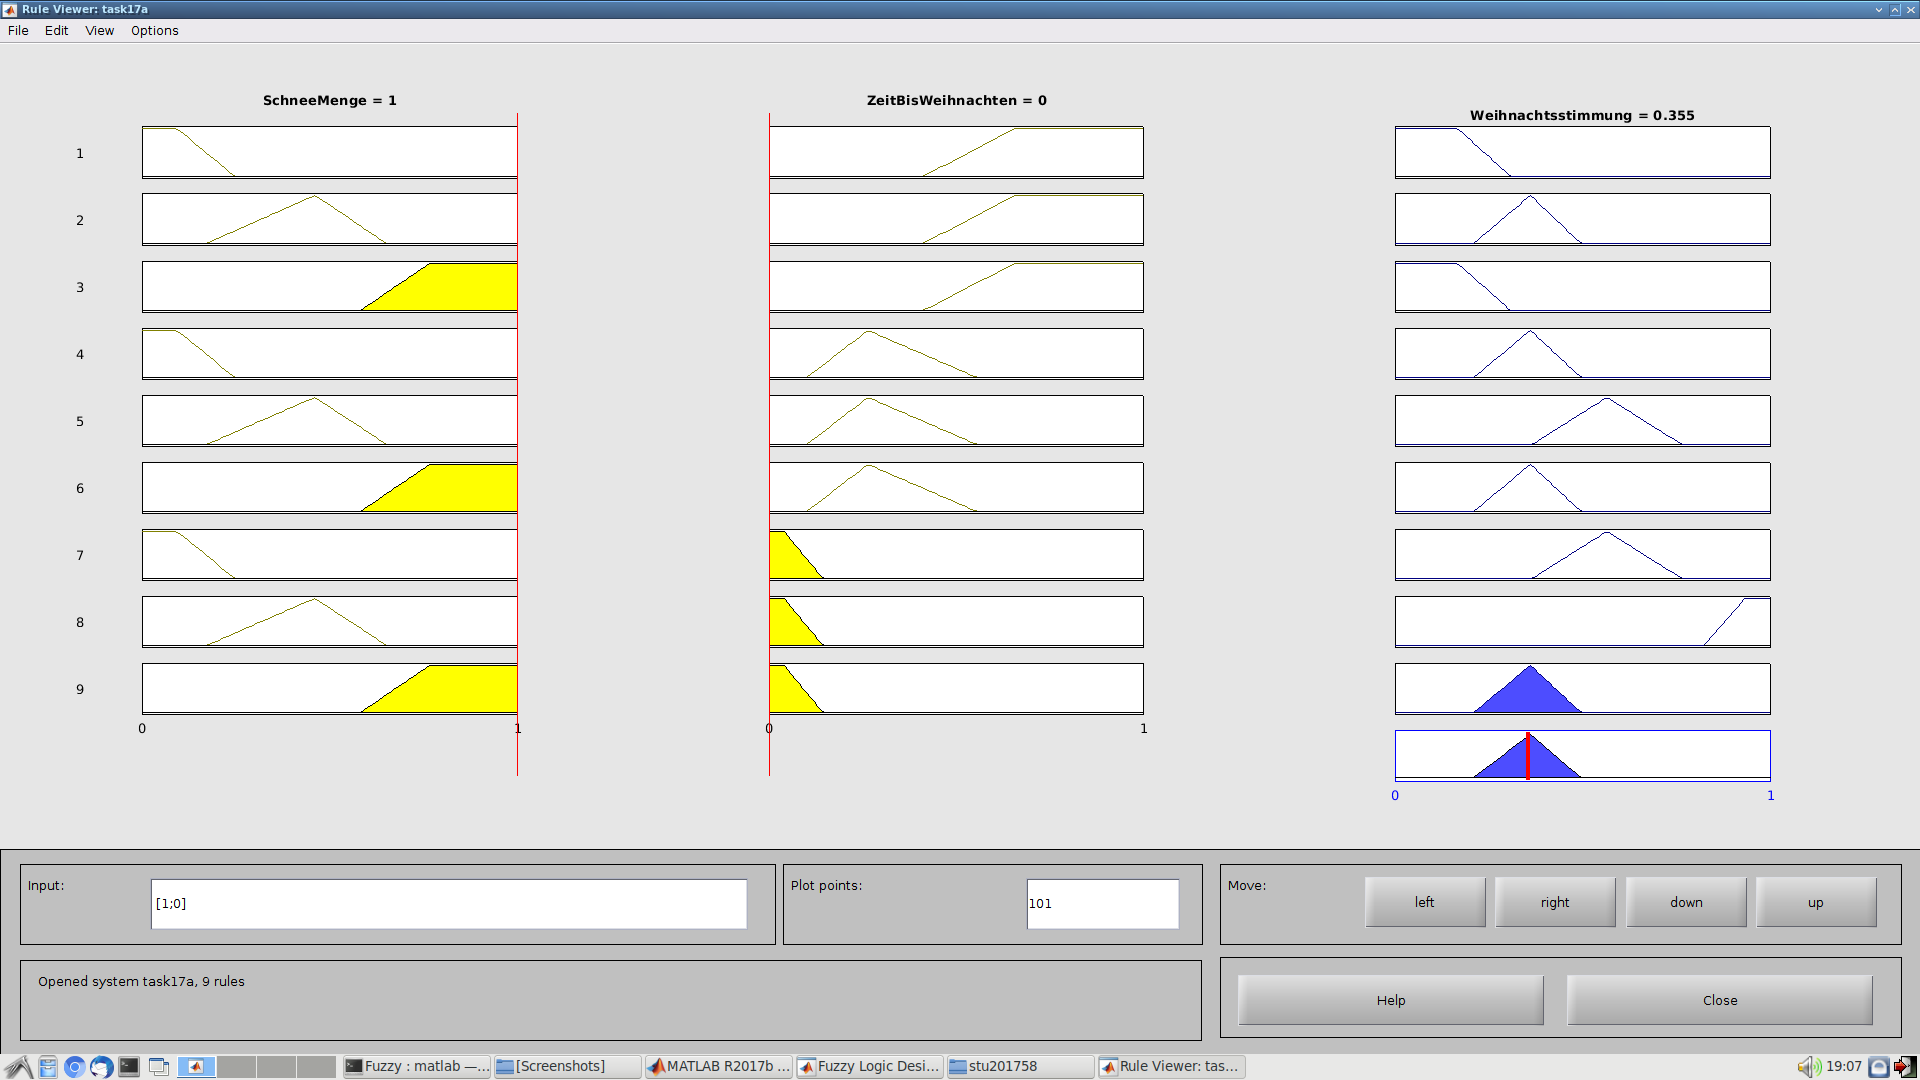 Rule Viewer: task17a
File Edit View Options
SchneeMenge = 1
ZeitBisWeihnachten = 0
Weihnachtsstimmung = 0.355
1
2
3
4
5
6
7
8
9
0 1
0 1
0 1
Input:
[1;0]
Plot points:
101
Move:
left right down up
Opened system task17a, 9 rules
Help Close
Fuzzy : matlab —... [Screenshots] MATLAB R2017b ... Fuzzy Logic Desi... stu201758 Rule Viewer: tas... 19:07